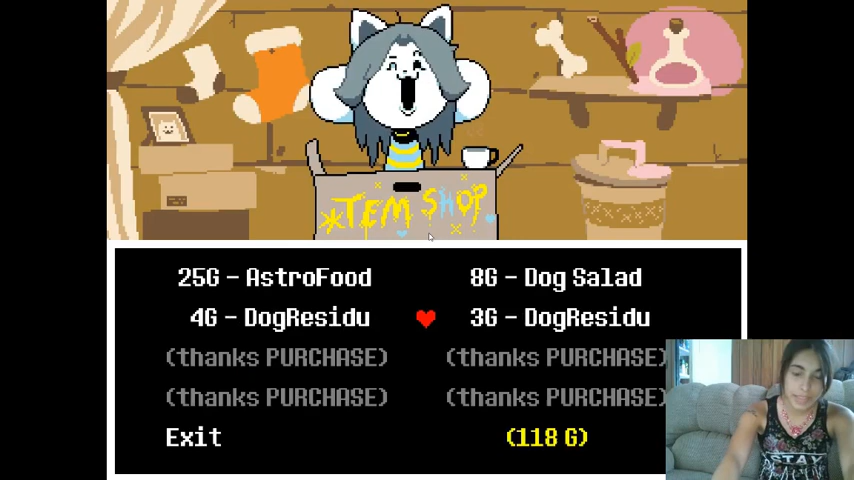 *TEM SHOP
25G - AstroFood 8G - Dog Salad
4G - DogResidu 3G - DogResidu
(thanks PURCHASE) (thanks PURCHASE)
(thanks PURCHASE) (thanks PURCHASE)
Exit (118 G)
STAY